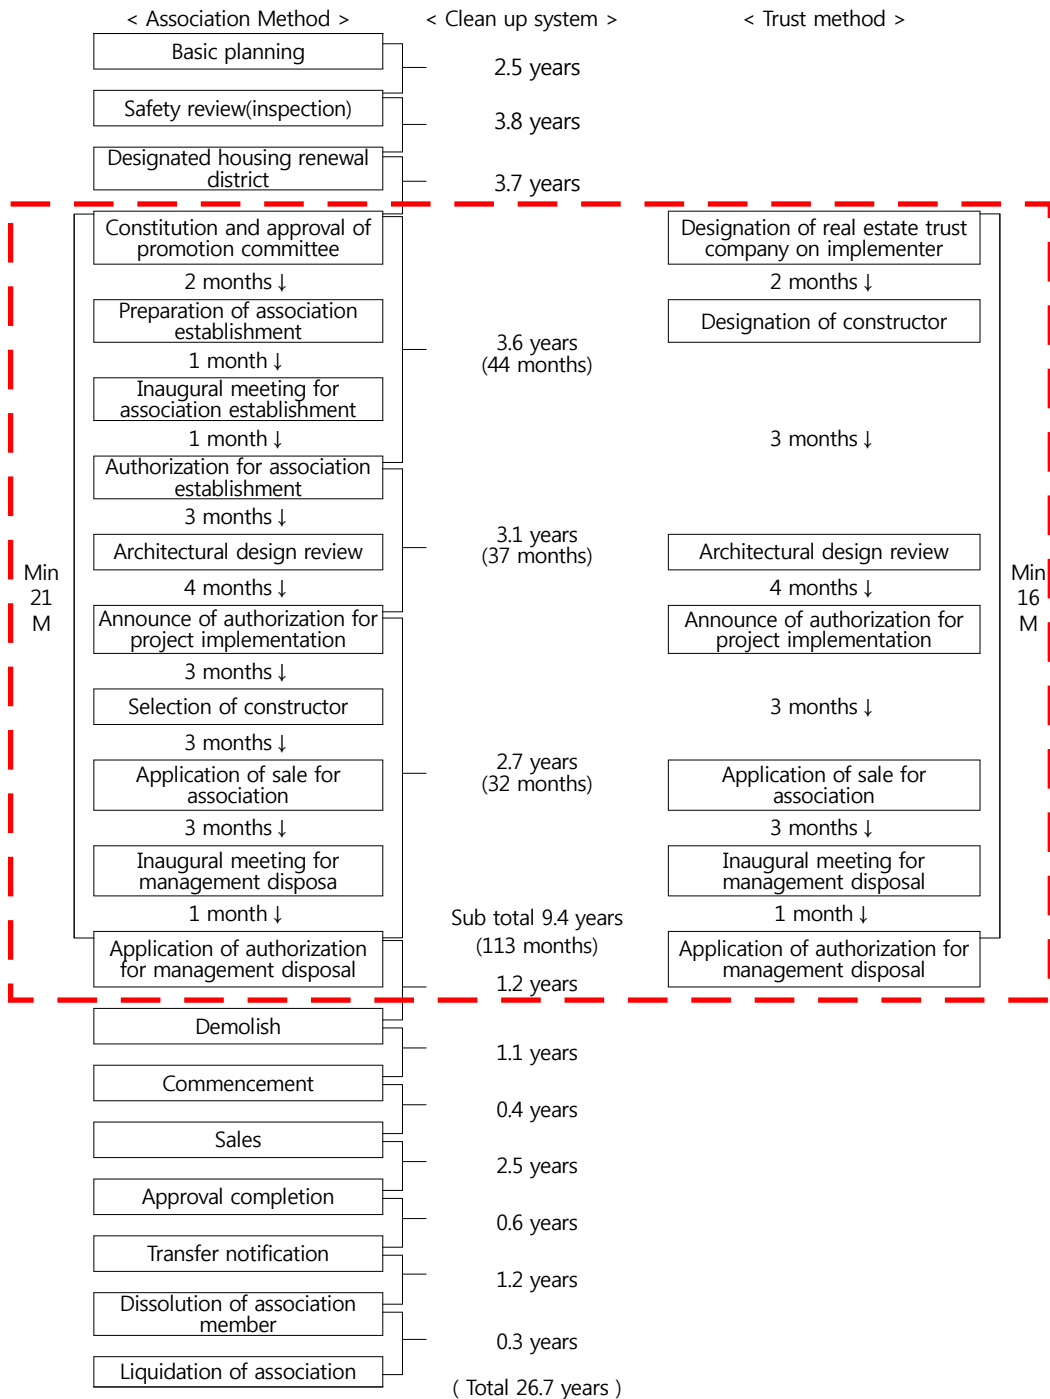 < Association Method >
< Clean up system >
< Trust method >
Basic planning
2.5 years
Safety review(inspection)
3.8 years
Designated housing renewal
district
3.7 years
Constitution and approval of
promotion committee
Designation of real estate trust
company on implementer
2 months ↓
2 months ↓
Preparation of association
establishment
Designation of constructor
3.6 years
(44 months)
1 month ↓
Inaugural meeting for
association establishment
1 month ↓
3 months ↓
Authorization for association
establishment
3 months ↓
3.1 years
(37 months)
Architectural design review
Architectural design review
Min
21
M
Min
16
M
4 months ↓
4 months ↓
Announce of authorization for
project implementation
Announce of authorization for
project implementation
3 months ↓
Selection of constructor
3 months ↓
3 months ↓
2.7 years
(32 months)
Application of sale for
association
Application of sale for
association
3 months ↓
3 months ↓
Inaugural meeting for
management disposa
Inaugural meeting for
management disposal
1 month ↓
Sub total 9.4 years
(113 months)
1 month ↓
Application of authorization
for management disposal
Application of authorization for
management disposal
1.2 years
Demolish
1.1 years
Commencement
0.4 years
Sales
2.5 years
Approval completion
0.6 years
Transfer notification
1.2 years
Dissolution of association
member
0.3 years
Liquidation of association
( Total 26.7 years )